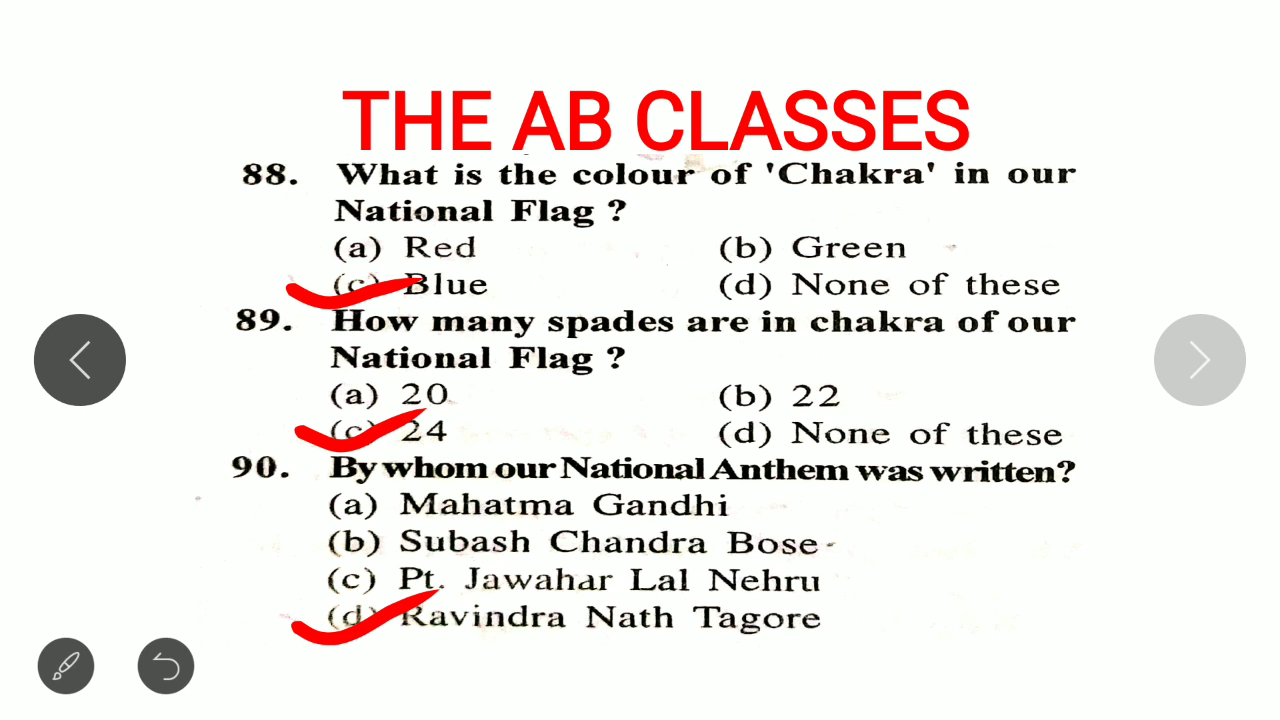 THE AB CLASSES
88. What is the colour of 'Chakra' in our
National Flag ?
(a) Red (b) Green
(c) Blue (d) None of these
89. How many spades are in chakra of our
National Flag ?
(a) 20 (b) 22
(c) 24 (d) None of these
90. By whom our National Anthem was written?
(a) Mahatma Gandhi
(b) Subash Chandra Bose
(c) Pt. Jawahar Lal Nehru
(d) Ravindra Nath Tagore